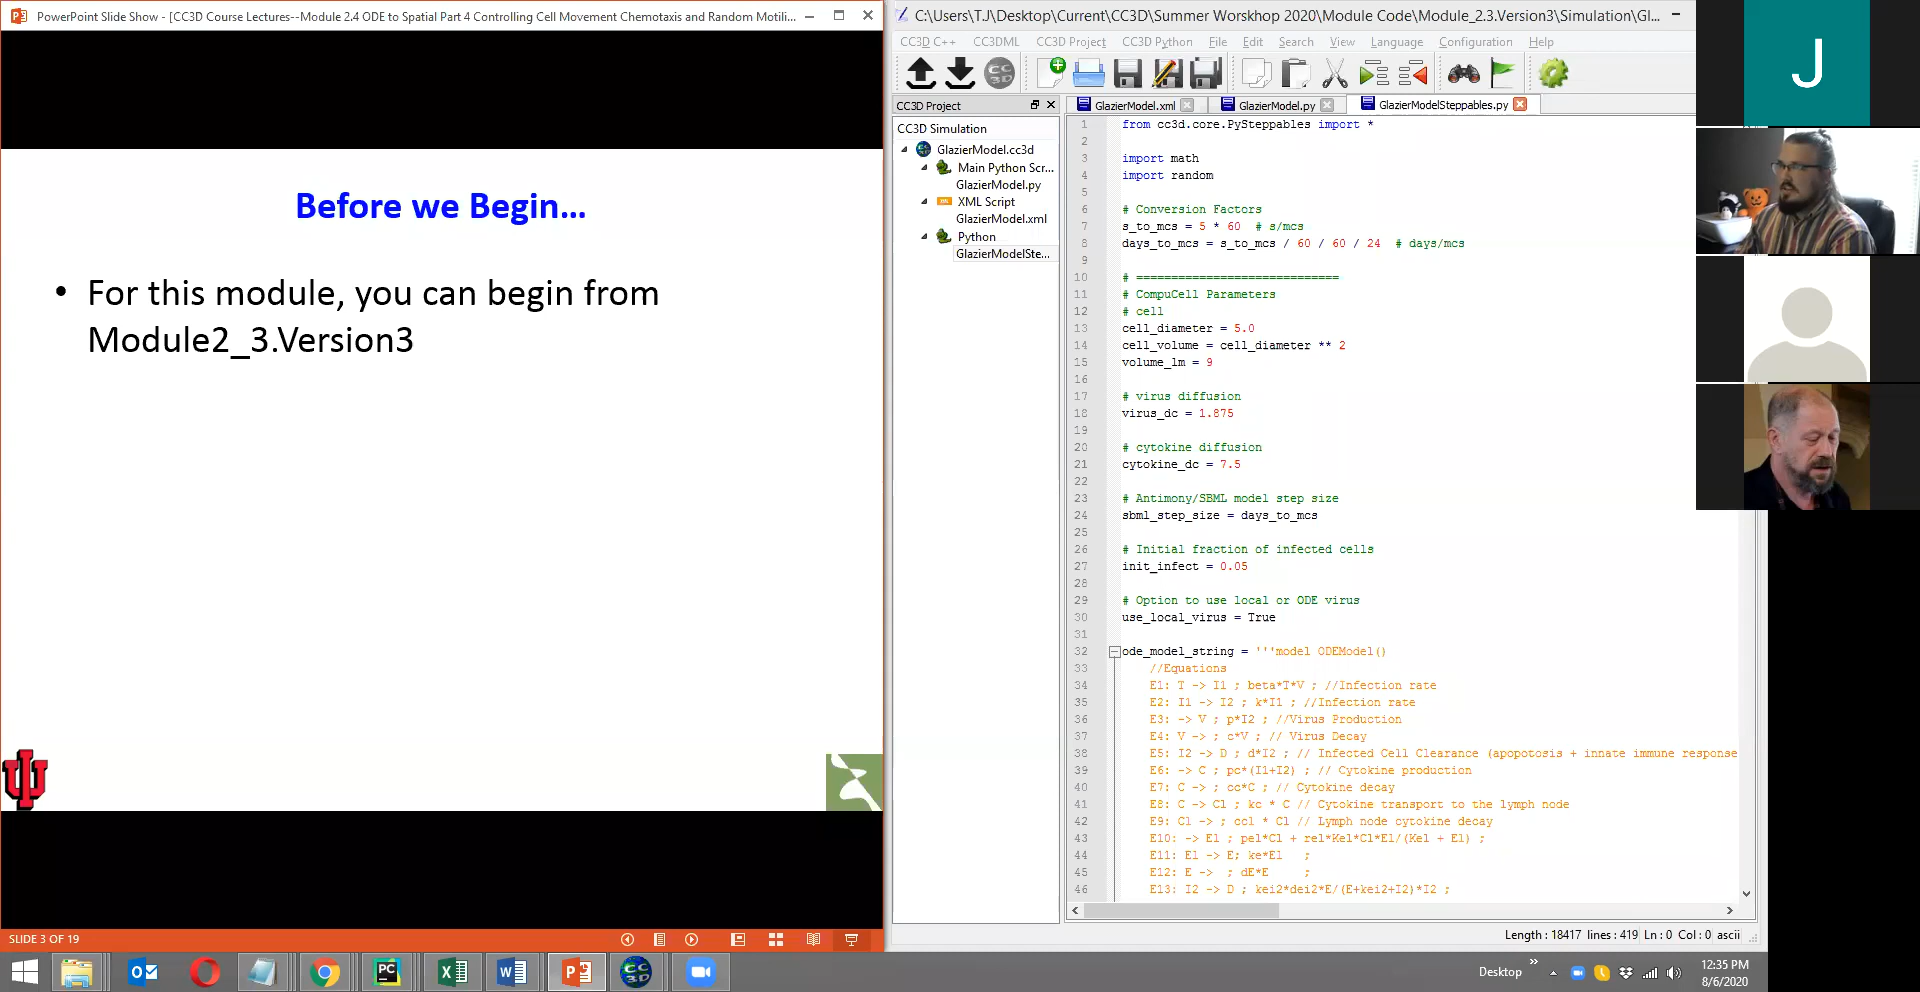 PowerPoint Slide Show - [CC3D Course Lectures--Module 2.4 ODE to Spatial Part 4 Controlling Cell Movement Chemotaxis and Random Motili...
Before we Begin...
• For this module, you can begin from
Module2_3.Version3
SLIDE 3 OF 19
C:\Users\TJ\Desktop\Current\CC3D\Summer Worskhop 2020\Module Code\Module_2.3.Version3\Simulation\Gl...
CC3D C++ CC3DML CC3D Project CC3D Python File Edit Search View Language Configuration Help
CC3D Project
CC3D Simulation
GlazierModel.cc3d
Main Python Scr...
GlazierModel.py
XML Script
GlazierModel.xml
Python
GlazierModelSte...
GlazierModel.xml GlazierModel.py GlazierModelSteppables.py
1 from cc3d.core.PySteppables import *
2
3 import math
4 import random
5
6 # Conversion Factors
7 s_to_mcs = 5 * 60 # s/mcs
8 days_to_mcs = s_to_mcs / 60 / 60 / 24 # days/mcs
9
10 # =============================
11 # CompuCell Parameters
12 # cell
13 cell_diameter = 5.0
14 cell_volume = cell_diameter ** 2
15 volume_lm = 9
16
17 # virus diffusion
18 virus_dc = 1.875
19
20 # cytokine diffusion
21 cytokine_dc = 7.5
22
23 # Antimony/SBML model step size
24 sbml_step_size = days_to_mcs
25
26 # Initial fraction of infected cells
27 init_infect = 0.05
28
29 # Option to use local or ODE virus
30 use_local_virus = True
31
32 ode_model_string = '''model ODEModel()
33 //Equations
34 E1: T -> I1 ; beta*T*V ; //Infection rate
35 E2: I1 -> I2 ; k*I1 ; //Infection rate
36 E3: -> V ; p*I2 ; //Virus Production
37 E4: V -> ; c*V ; // Virus Decay
38 E5: I2 -> D ; d*I2 ; // Infected Cell Clearance (apopotosis + innate immune response
39 E6: -> C ; pc*(I1+I2) ; // Cytokine production
40 E7: C -> ; cc*C ; // Cytokine decay
41 E8: C -> Cl ; kc * C // Cytokine transport to the lymph node
42 E9: Cl -> ; ccl * Cl // Lymph node cytokine decay
43 E10: -> El ; pel*Cl + rel*Kel*Cl*El/(Kel + El) ;
44 E11: El -> E; ke*El ;
45 E12: E -> ; dE*E ;
46 E13: I2 -> D ; kei2*dei2*E/(E+kei2+I2)*I2 ;
Length : 18417 lines : 419 Ln : 0 Col : 0 ascii
J
Desktop
12:35 PM
8/6/2020